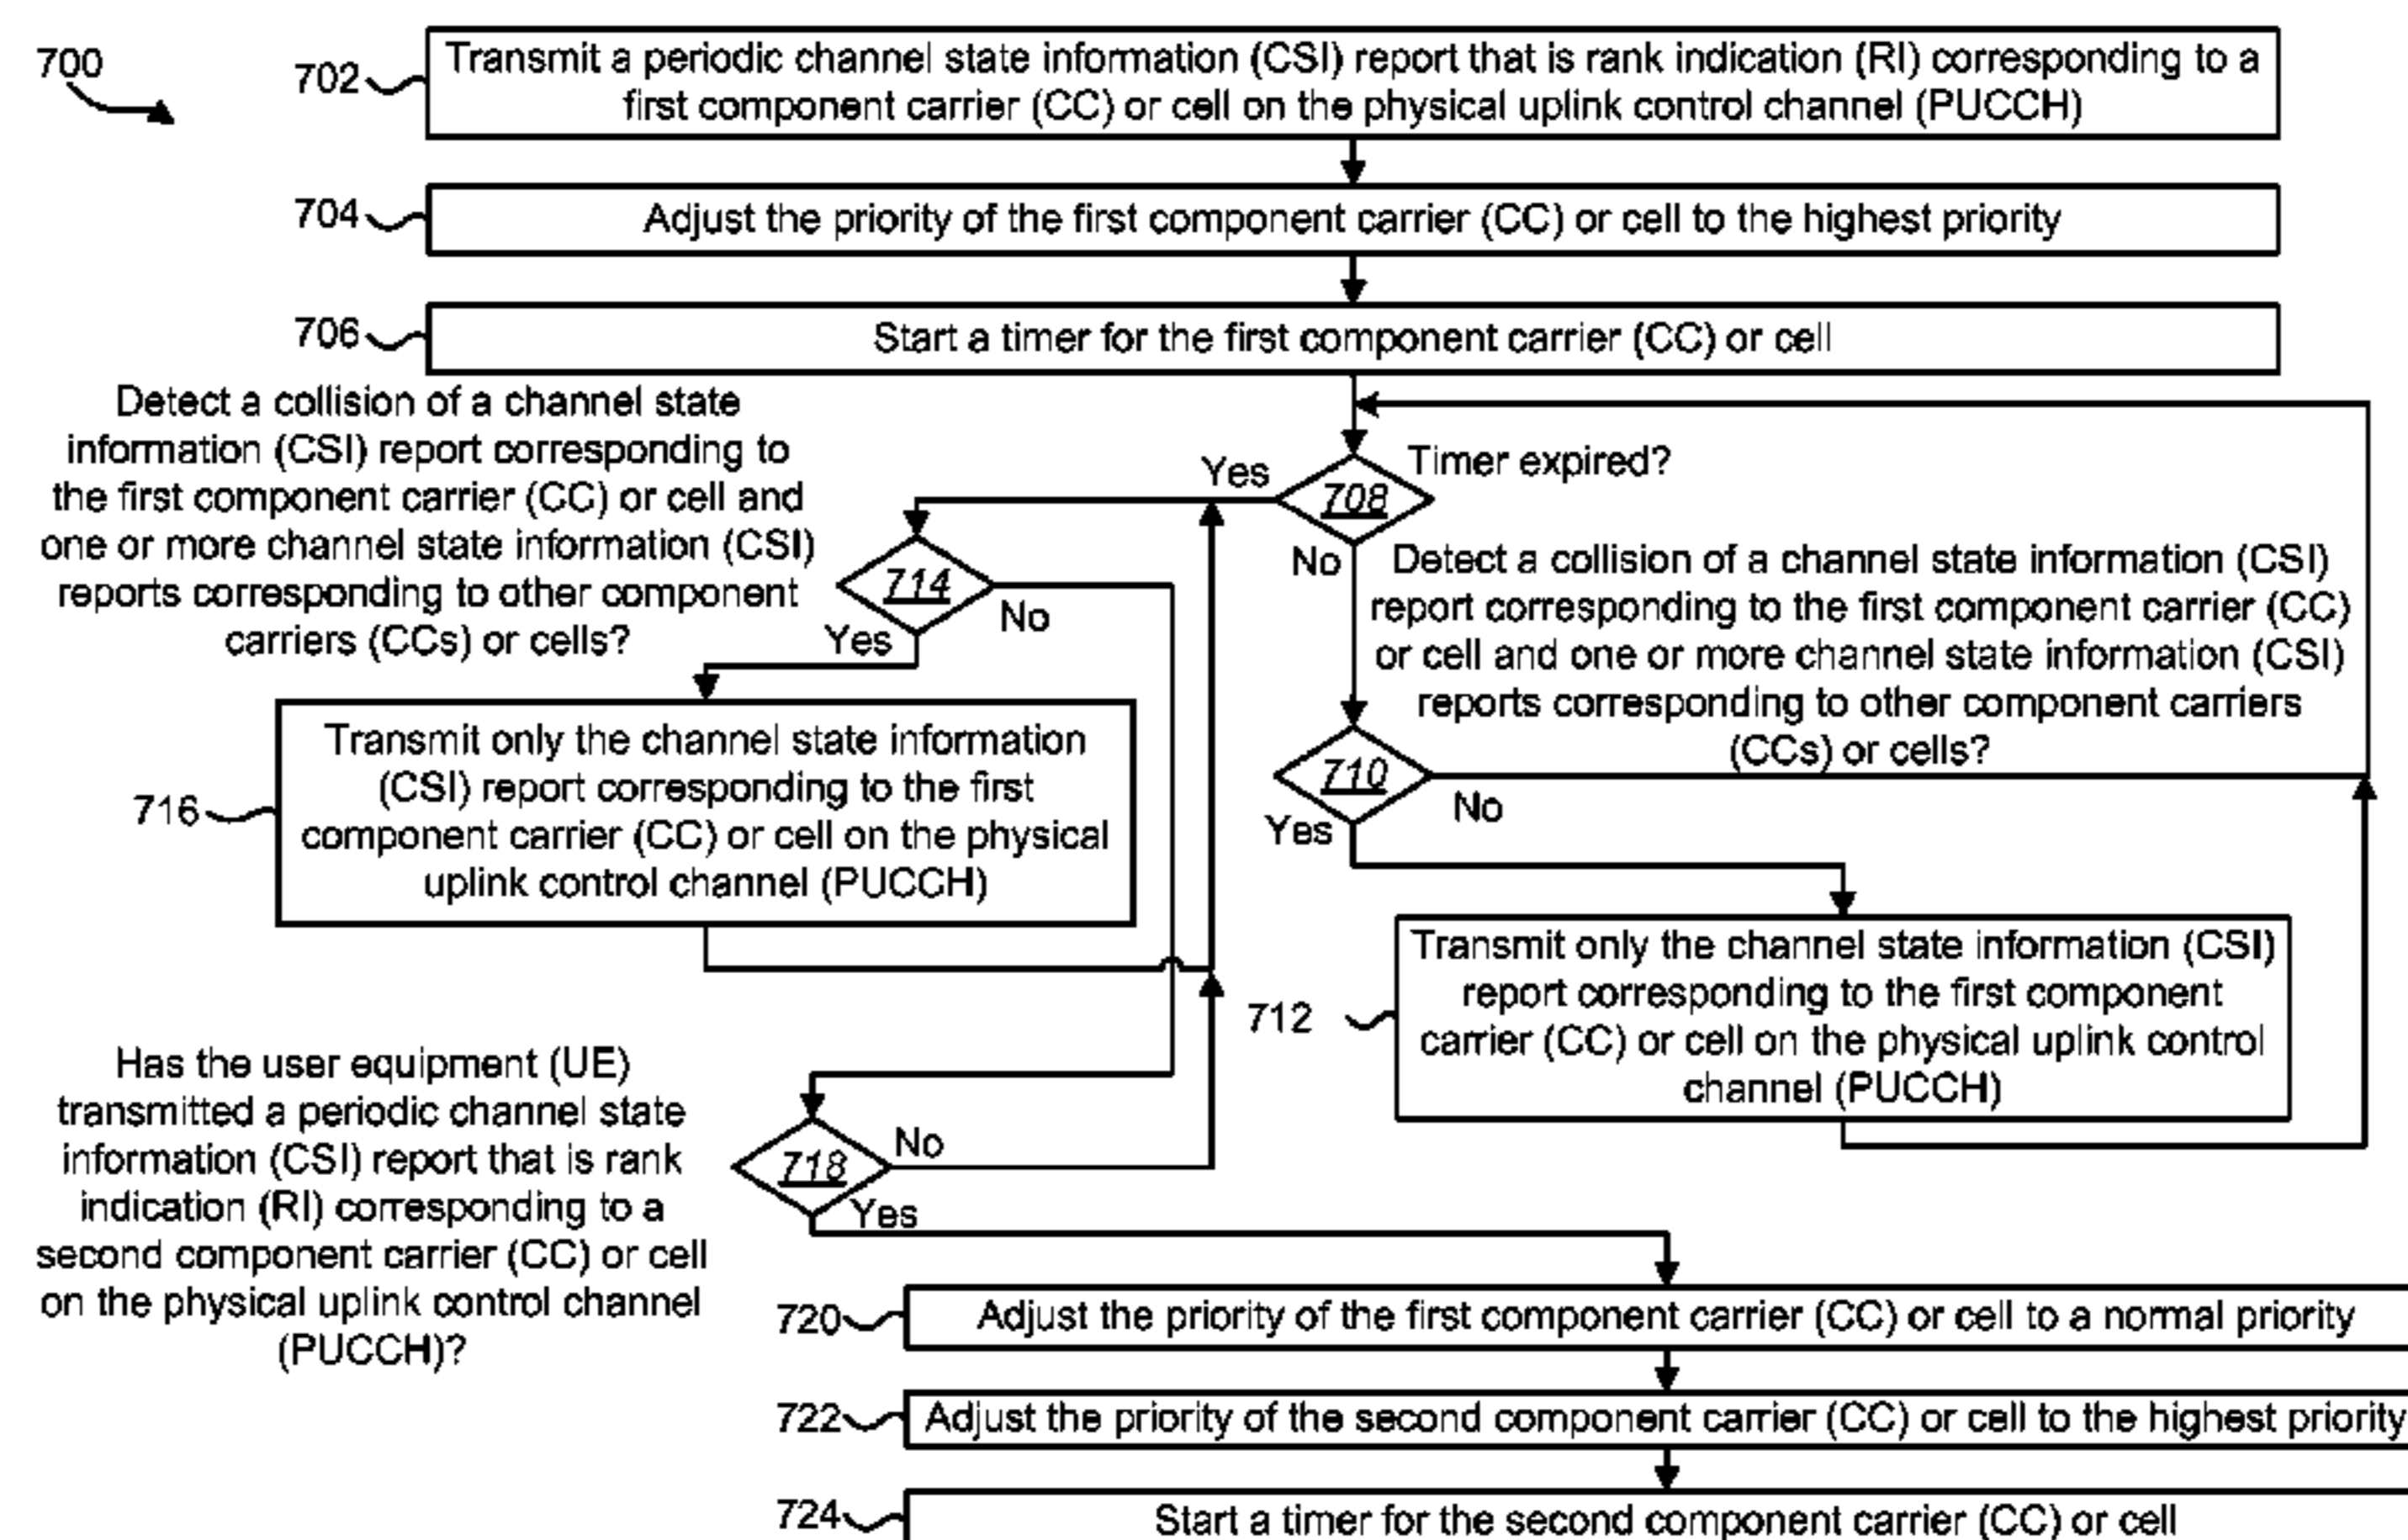 700
702
Transmit a periodic channel state information (CSI) report that is rank indication (RI) corresponding to a
first component carrier (CC) or cell on the physical uplink control channel (PUCCH)
704
Adjust the priority of the first component carrier (CC) or cell to the highest priority
706
Start a timer for the first component carrier (CC) or cell
Detect a collision of a channel state
information (CSI) report corresponding to
the first component carrier (CC) or cell and
one or more channel state information (CSI)
reports corresponding to other component
carriers (CCs) or cells?
Yes
708
Timer expired?
No
714
No
Yes
Detect a collision of a channel state information (CSI)
report corresponding to the first component carrier (CC)
or cell and one or more channel state information (CSI)
reports corresponding to other component carriers
(CCs) or cells?
710
No
Yes
716
Transmit only the channel state information
(CSI) report corresponding to the first
component carrier (CC) or cell on the physical
uplink control channel (PUCCH)
712
Transmit only the channel state information (CSI)
report corresponding to the first component
carrier (CC) or cell on the physical uplink control
channel (PUCCH)
Has the user equipment (UE)
transmitted a periodic channel state
information (CSI) report that is rank
indication (RI) corresponding to a
second component carrier (CC) or cell
on the physical uplink control channel
(PUCCH)?
718
No
Yes
720
Adjust the priority of the first component carrier (CC) or cell to a normal priority
722
Adjust the priority of the second component carrier (CC) or cell to the highest priority
724
Start a timer for the second component carrier (CC) or cell